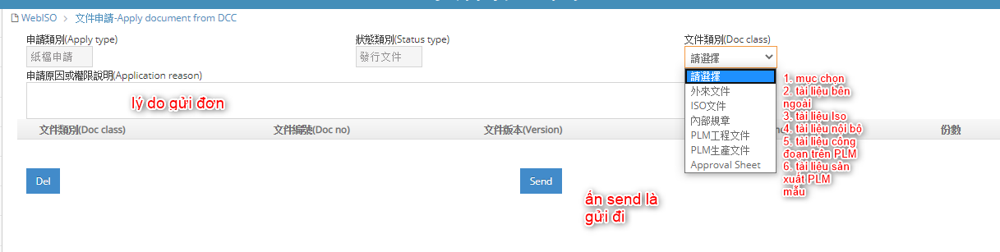 WebISO > 文件申請-Apply document from DCC
申請類別(Apply type)
紙檔申請
狀態類別(Status type)
發行文件
文件類別(Doc class)
請選擇
請選擇
外來文件
ISO文件
內部規章
PLM工程文件
PLM生產文件
Approval Sheet
1. mục chọn
2. tài liệu bên
ngoài
3. tài liệu Iso
4. tài liệu nội bộ
5. tài liệu công
đoạn trên PLM
6. tài liệu sản
xuất PLM
mẫu
申請原因或權限說明(Application reason)
lý do gửi đơn
文件類別(Doc class)
文件編號(Doc no)
文件版本(Version)
份數
Del
Send
ấn send là
gửi đi